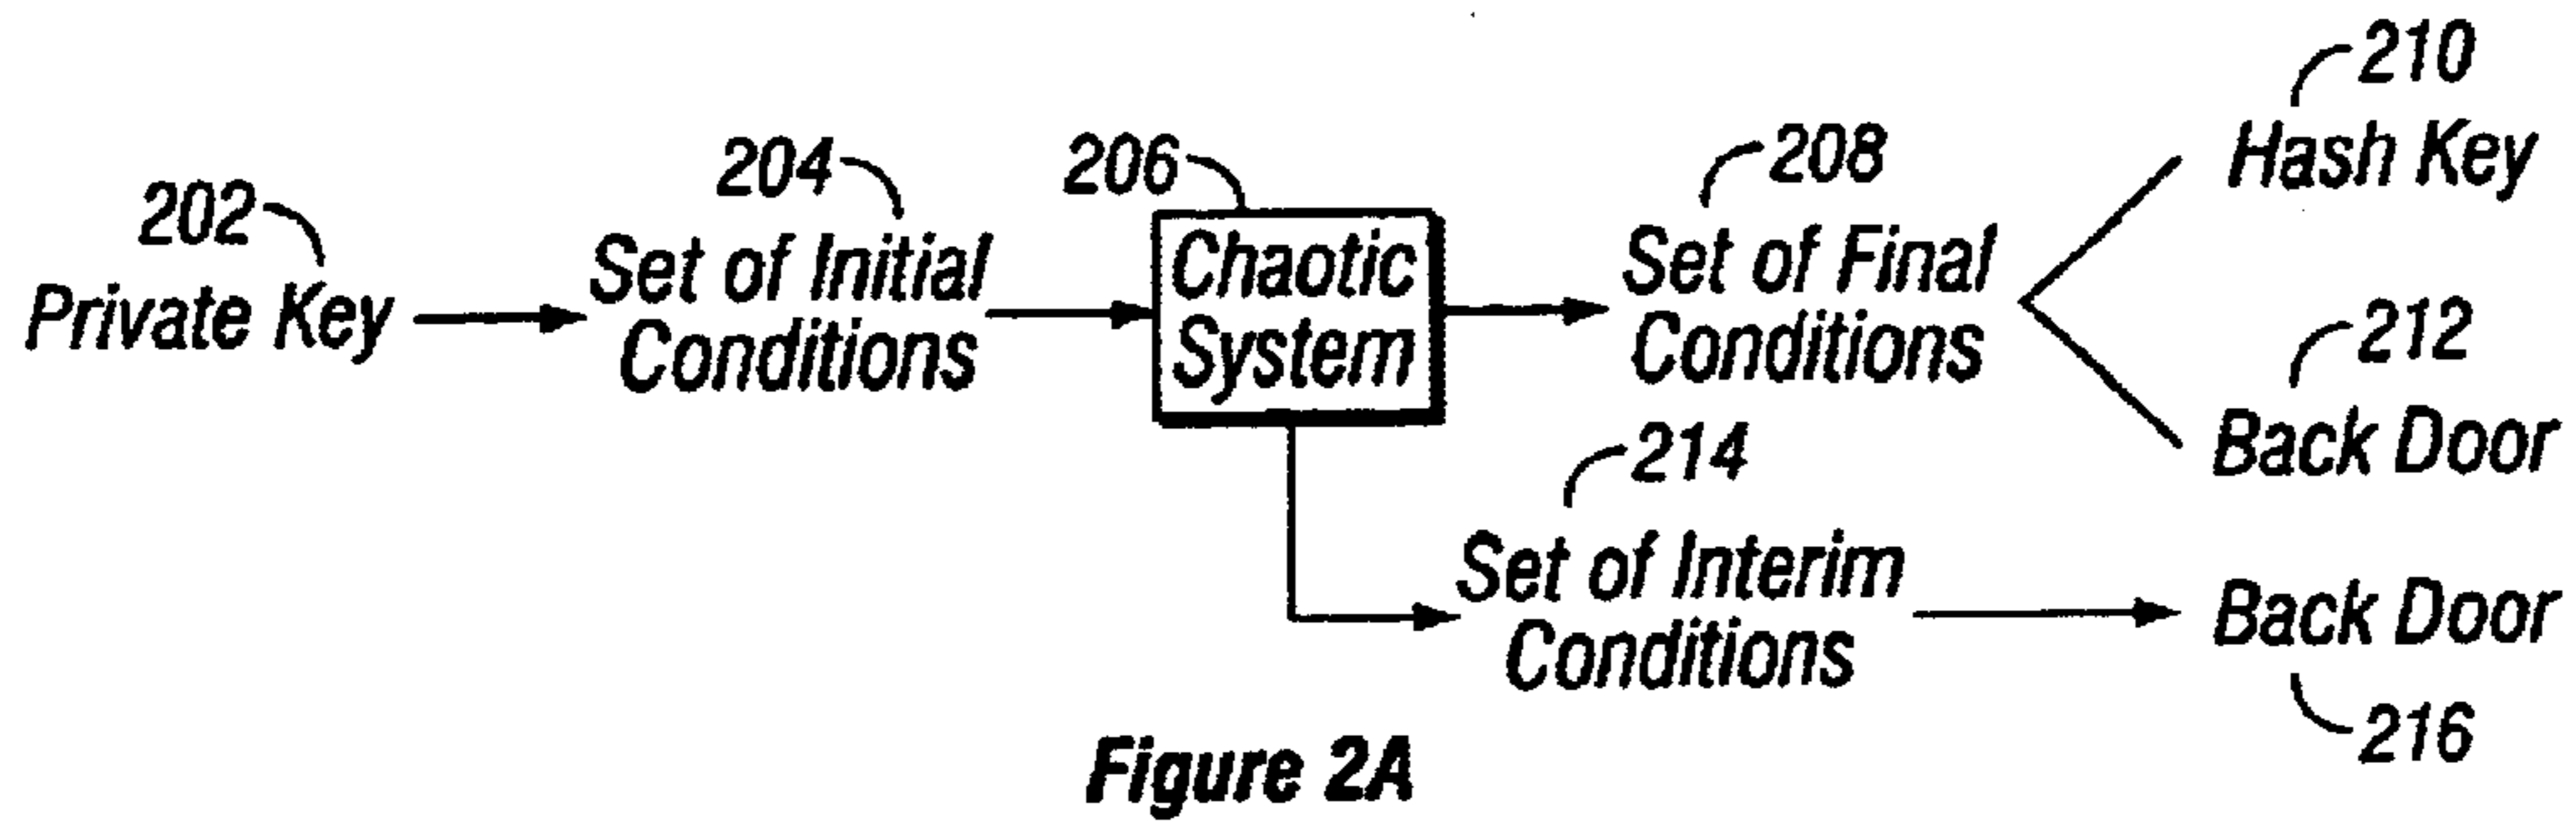 210
Hash Key
208
204
206
202
Set of Final
Conditions
Chaotic
System
Set of Initial
Conditions
Private Key
212
Back Door
214
Set of Interim
Conditions
Back Door
216
Figure 2A